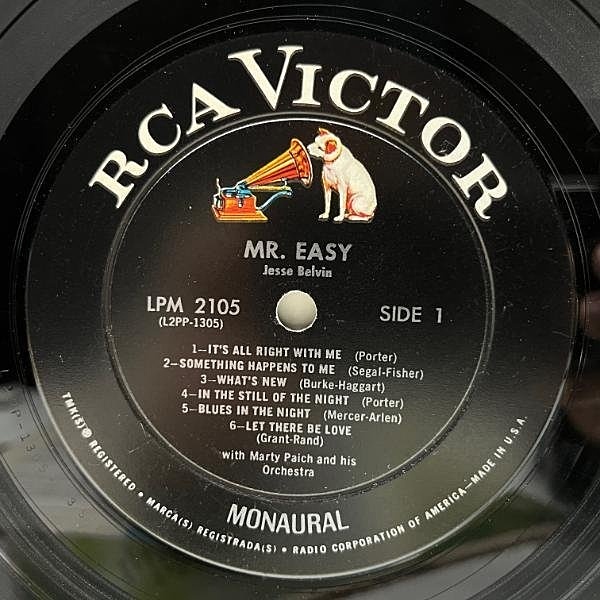 RCA VICTOR
MR. EASY
Jesse Belvin
LPM 2105
(L2PP-1305)
SIDE 1
1—IT'S ALL RIGHT WITH ME (Porter)
2—SOMETHING HAPPENS TO ME (Segal-Fisher)
3—WHAT'S NEW (Burke-Haggart)
4—IN THE STILL OF THE NIGHT (Porter)
5—BLUES IN THE NIGHT (Mercer-Arlen)
6—LET THERE BE LOVE
(Grant-Rand)
with Marty Paich and his
Orchestra
MONAURAL
TMK(S)® REGISTERED • MARCA(S) REGISTRADA(S) • RADIO CORPORATION OF AMERICA—MADE IN U.S.A.